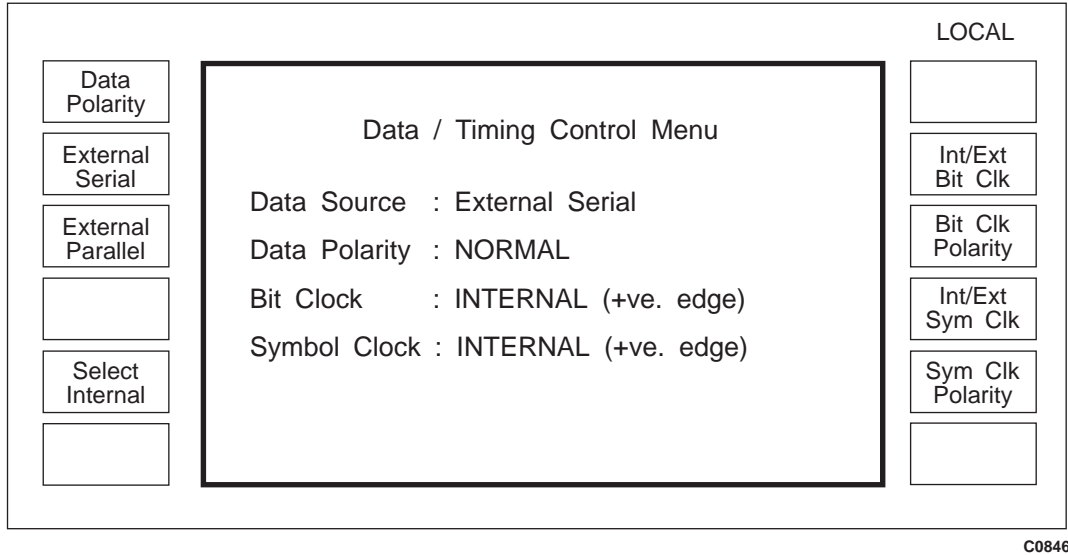 LOCAL
Data
Polarity
External
Serial
External
Parallel
Select
Internal
Data / Timing Control Menu
Data Source : External Serial
Data Polarity : NORMAL
Bit Clock : INTERNAL (+ve. edge)
Symbol Clock : INTERNAL (+ve. edge)
Int/Ext
Bit Clk
Bit Clk
Polarity
Int/Ext
Sym Clk
Sym Clk
Polarity
C0846